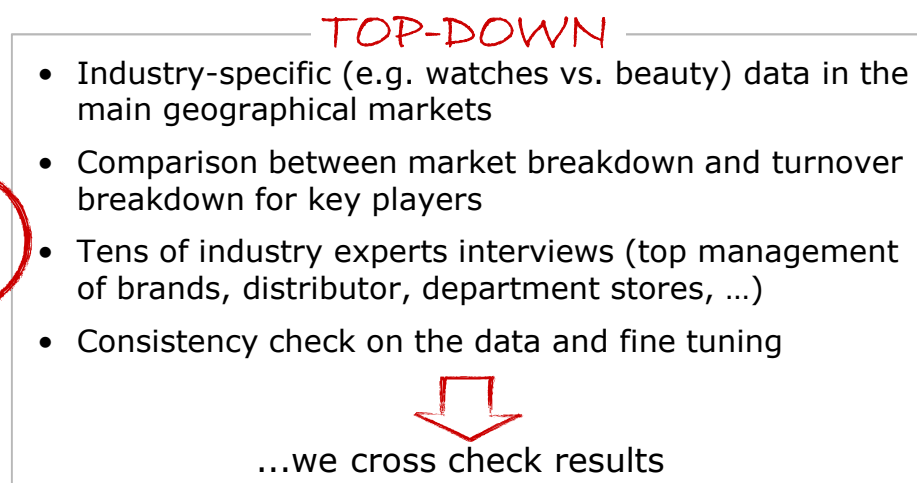 TOP-DOWN
• Industry-specific (e.g. watches vs. beauty) data in the
main geographical markets
• Comparison between market breakdown and turnover
breakdown for key players
• Tens of industry experts interviews (top management
of brands, distributor, department stores, …)
• Consistency check on the data and fine tuning
...we cross check results